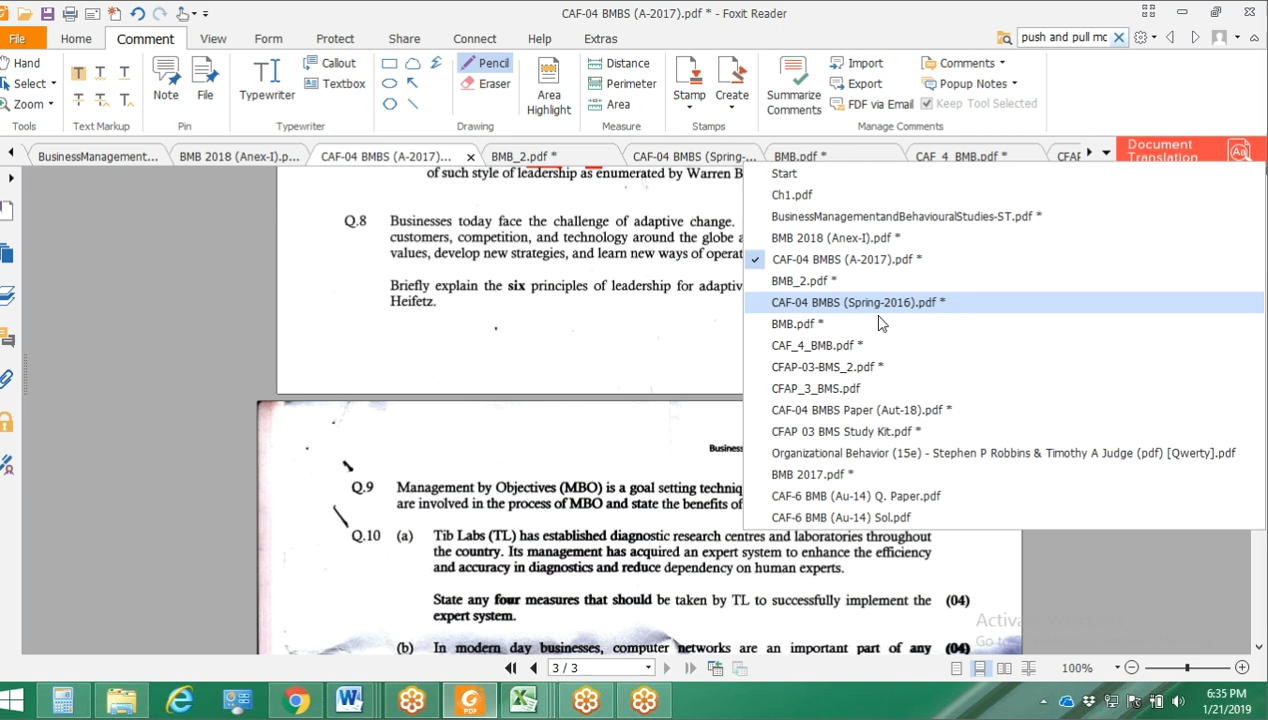 CAF-04 BMBS (A-2017).pdf * - Foxit Reader
File
Home
Comment
View
Form
Protect
Share
Connect
Help
Extras
push and pull mc
Hand
Select
Zoom
Tools
Text Markup
Note
File
Pin
Typewriter
Callout
Textbox
Typewriter
Pencil
Eraser
Area Highlight
Drawing
Distance
Perimeter
Area
Measure
Stamp
Create
Stamps
Summarize Comments
Import
Export
FDF via Email
Comments
Popup Notes
Keep Tool Selected
Manage Comments
BusinessManagement...
BMB 2018 (Anex-I).p...
CAF-04 BMBS (A-2017)...
BMB_2.pdf *
CAF-04 BMBS (Spring-...
BMB.pdf *
CAF_4_BMB.pdf *
CFAP
Document Translation
Start
Ch1.pdf
BusinessManagementandBehaviouralStudies-ST.pdf *
BMB 2018 (Anex-I).pdf *
CAF-04 BMBS (A-2017).pdf *
BMB_2.pdf *
CAF-04 BMBS (Spring-2016).pdf *
BMB.pdf *
CAF_4_BMB.pdf *
CFAP-03-BMS_2.pdf *
CFAP_3_BMS.pdf
CAF-04 BMBS Paper (Aut-18).pdf *
CFAP 03 BMS Study Kit.pdf *
Organizational Behavior (15e) - Stephen P Robbins & Timothy A Judge (pdf) [Qwerty].pdf
BMB 2017.pdf *
CAF-6 BMB (Au-14) Q. Paper.pdf
CAF-6 BMB (Au-14) Sol.pdf
of such style of leadership as enumerated by Warren B
Q.8 Businesses today face the challenge of adaptive change.
customers, competition, and technology around the globe a
values, develop new strategies, and learn new ways of operat
Briefly explain the six principles of leadership for adaptiv
Heifetz.
Business
Q.9 Management by Objectives (MBO) is a goal setting techniq
are involved in the process of MBO and state the benefits of
Q.10 (a) Tib Labs (TL) has established diagnostic research centres and laboratories throughout
the country. Its management has acquired an expert system to enhance the efficiency
and accuracy in diagnostics and reduce dependency on human experts.
State any four measures that should be taken by TL to successfully implement the (04)
expert system.
(b) In modern day businesses, computer networks are an important part of any (04)
3 / 3
100%
6:35 PM
1/21/2019